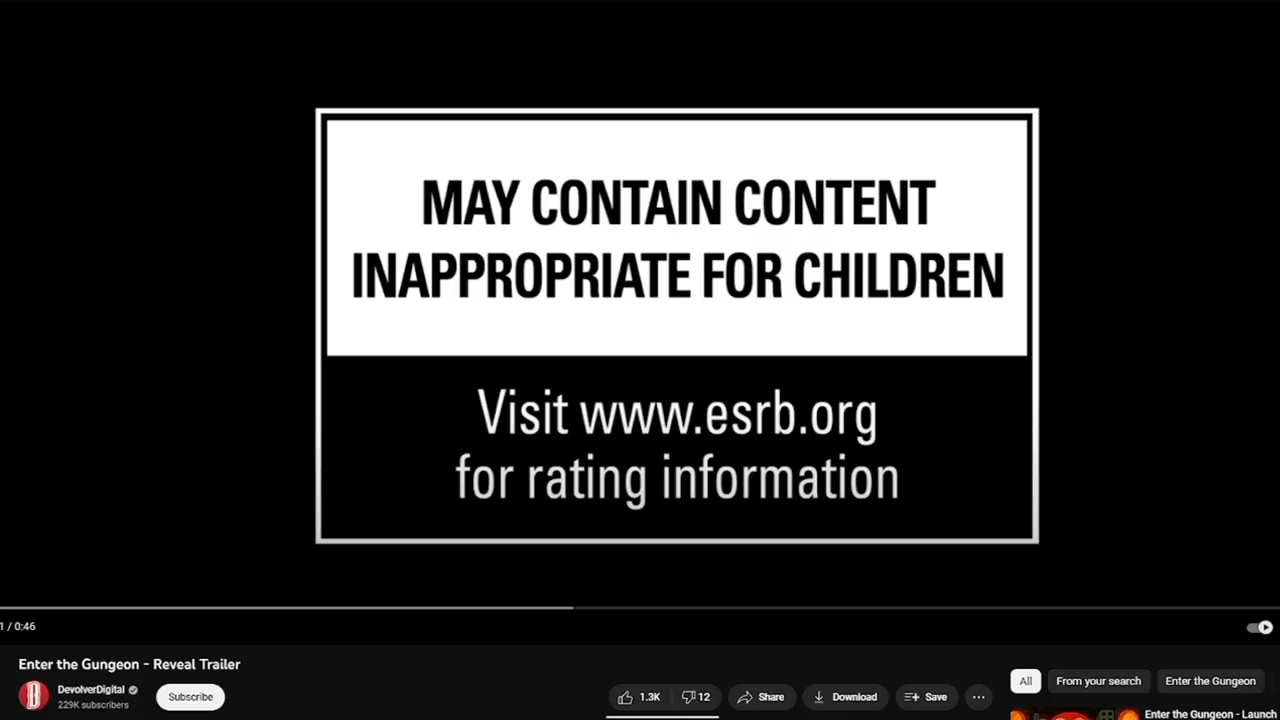 MAY CONTAIN CONTENT
INAPPROPRIATE FOR CHILDREN
Visit www.esrb.org
for rating information
1 / 0:46
Enter the Gungeon - Reveal Trailer
DevolverDigital
229K subscribers
Subscribe
1.3K
12
Share
Download
Save
All
From your search
Enter the Gungeon
Enter the Gungeon - Launch